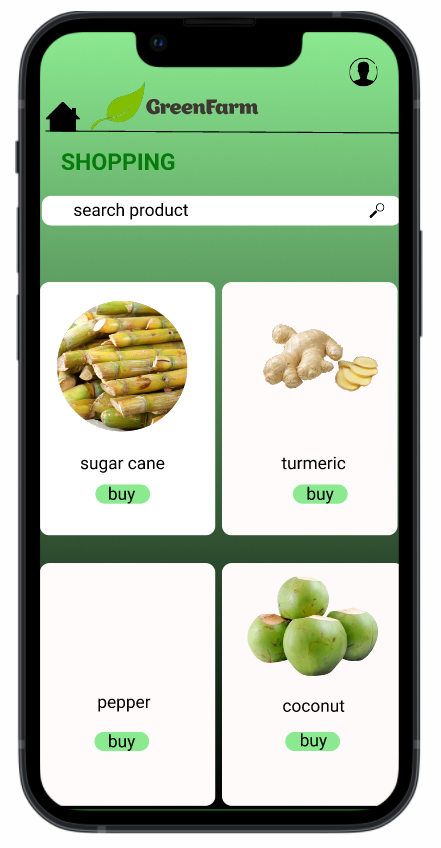 GreenFarm
SHOPPING
search product
sugar cane
turmeric
buy
buy
pepper
coconut
buy
buy